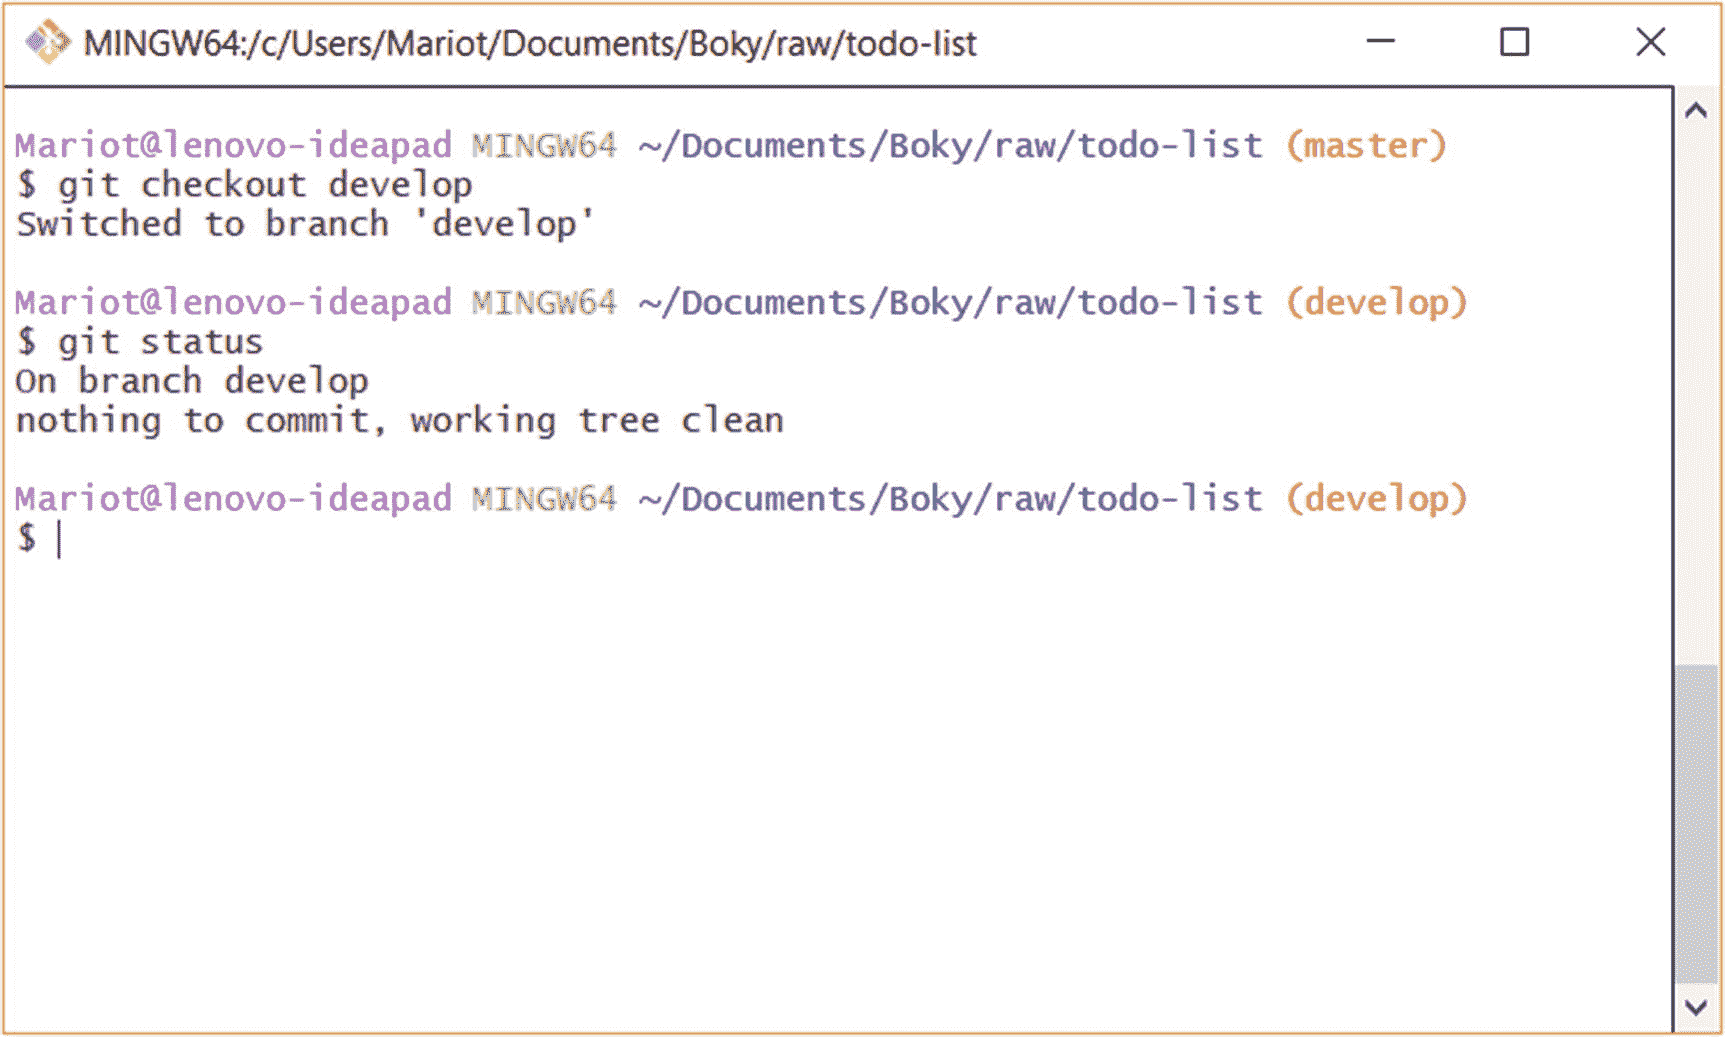 MINGW64:/c/Users/Mariot/Documents/Boky/raw/todo-list
Mariot@lenovo-ideapad MINGW64 ~/Documents/Boky/raw/todo-list (master)
$ git checkout develop
Switched to branch 'develop'
Mariot@lenovo-ideapad MINGW64 ~/Documents/Boky/raw/todo-list (develop)
$ git status
On branch develop
nothing to commit, working tree clean
Mariot@lenovo-ideapad MINGW64 ~/Documents/Boky/raw/todo-list (develop)
$